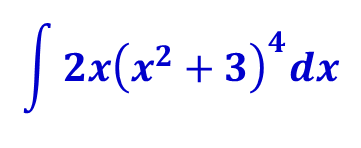 ∫ 2x(x² + 3)⁴ dx